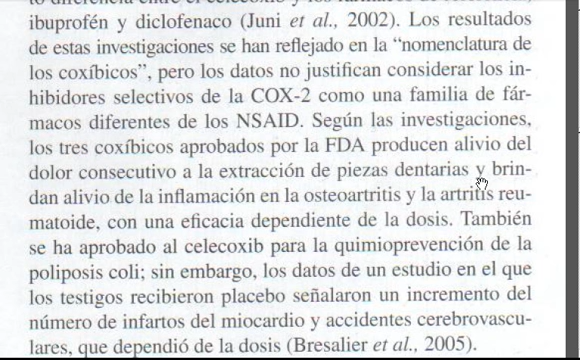 to diferencia entre el celecoxib y los
ibuprofén y diclofenaco (Juni et al., 2002). Los resultados
de estas investigaciones se han reflejado en la “nomenclatura de
los coxíbicos”, pero los datos no justifican considerar los in-
hibidores selectivos de la COX-2 como una familia de fár-
macos diferentes de los NSAID. Según las investigaciones,
los tres coxíbicos aprobados por la FDA producen alivio del
dolor consecutivo a la extracción de piezas dentarias y brin-
dan alivio de la inflamación en la osteoartritis y la artritis reu-
matoide, con una eficacia dependiente de la dosis. También
se ha aprobado al celecoxib para la quimioprevención de la
poliposis coli; sin embargo, los datos de un estudio en el que
los testigos recibieron placebo señalaron un incremento del
número de infartos del miocardio y accidentes cerebrovascu-
lares, que dependió de la dosis (Bresalier et al., 2005).